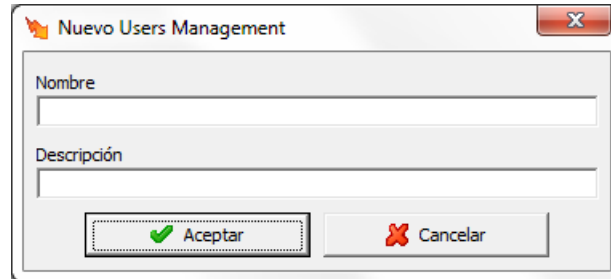 Nuevo Users Management
Nombre
Descripción
Aceptar
Cancelar